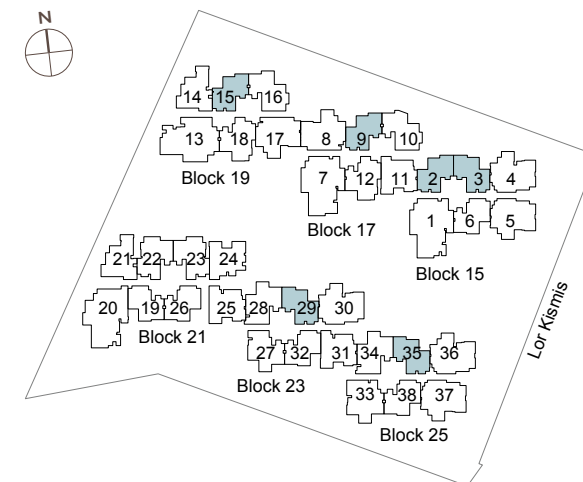 N
14 15 16
13 18 17 8 9 10
Block 19
7 12 11 2 3 4
Block 17
1 6 5
Block 15
21 22 23 24
20 19 26 25 28 29 30
Block 21
27 32 31 34 35 36
Block 23
33 38 37
Block 25
Lor Kismis